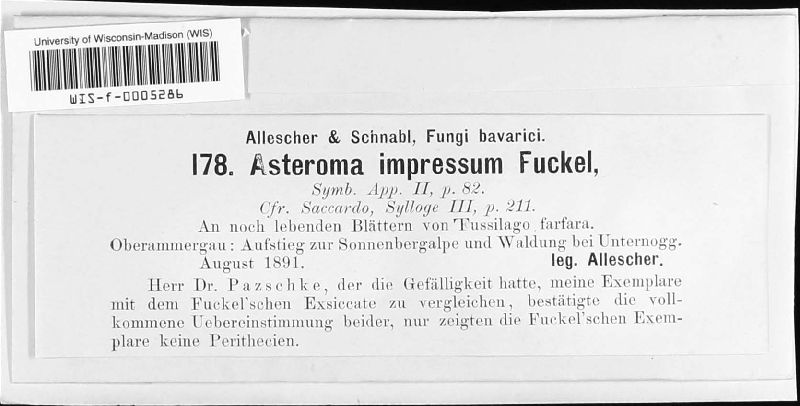 University of Wisconsin-Madison (WIS)
WIS-f-0005286
Allescher & Schnabl, Fungi bavarici.
178. Asteroma impressum Fuckel,
Symb. App. II, p. 82.
Cfr. Saccardo, Sylloge III, p. 211.
An noch lebenden Blättern von Tussilago farfara.
Oberammergau: Aufstieg zur Sonnenbergalpe und Waldung bei Unternogg.
August 1891. leg. Allescher.
Herr Dr. Pazschke, der die Gefälligkeit hatte, meine Exemplare
mit dem Fuckel'schen Exsiccate zu vergleichen, bestätigte die voll-
kommene Uebereinstimmung beider, nur zeigten die Fuckel'schen Exem-
plare keine Perithecien.